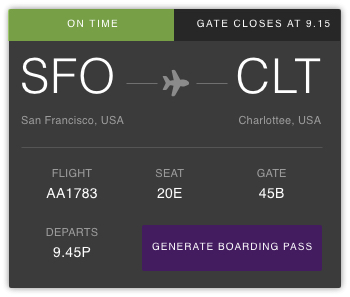 ON TIME GATE CLOSES AT 9.15
SFO CLT
San Francisco, USA Charlottee, USA
FLIGHT SEAT GATE
AA1783 20E 45B
DEPARTS
9.45P
GENERATE BOARDING PASS